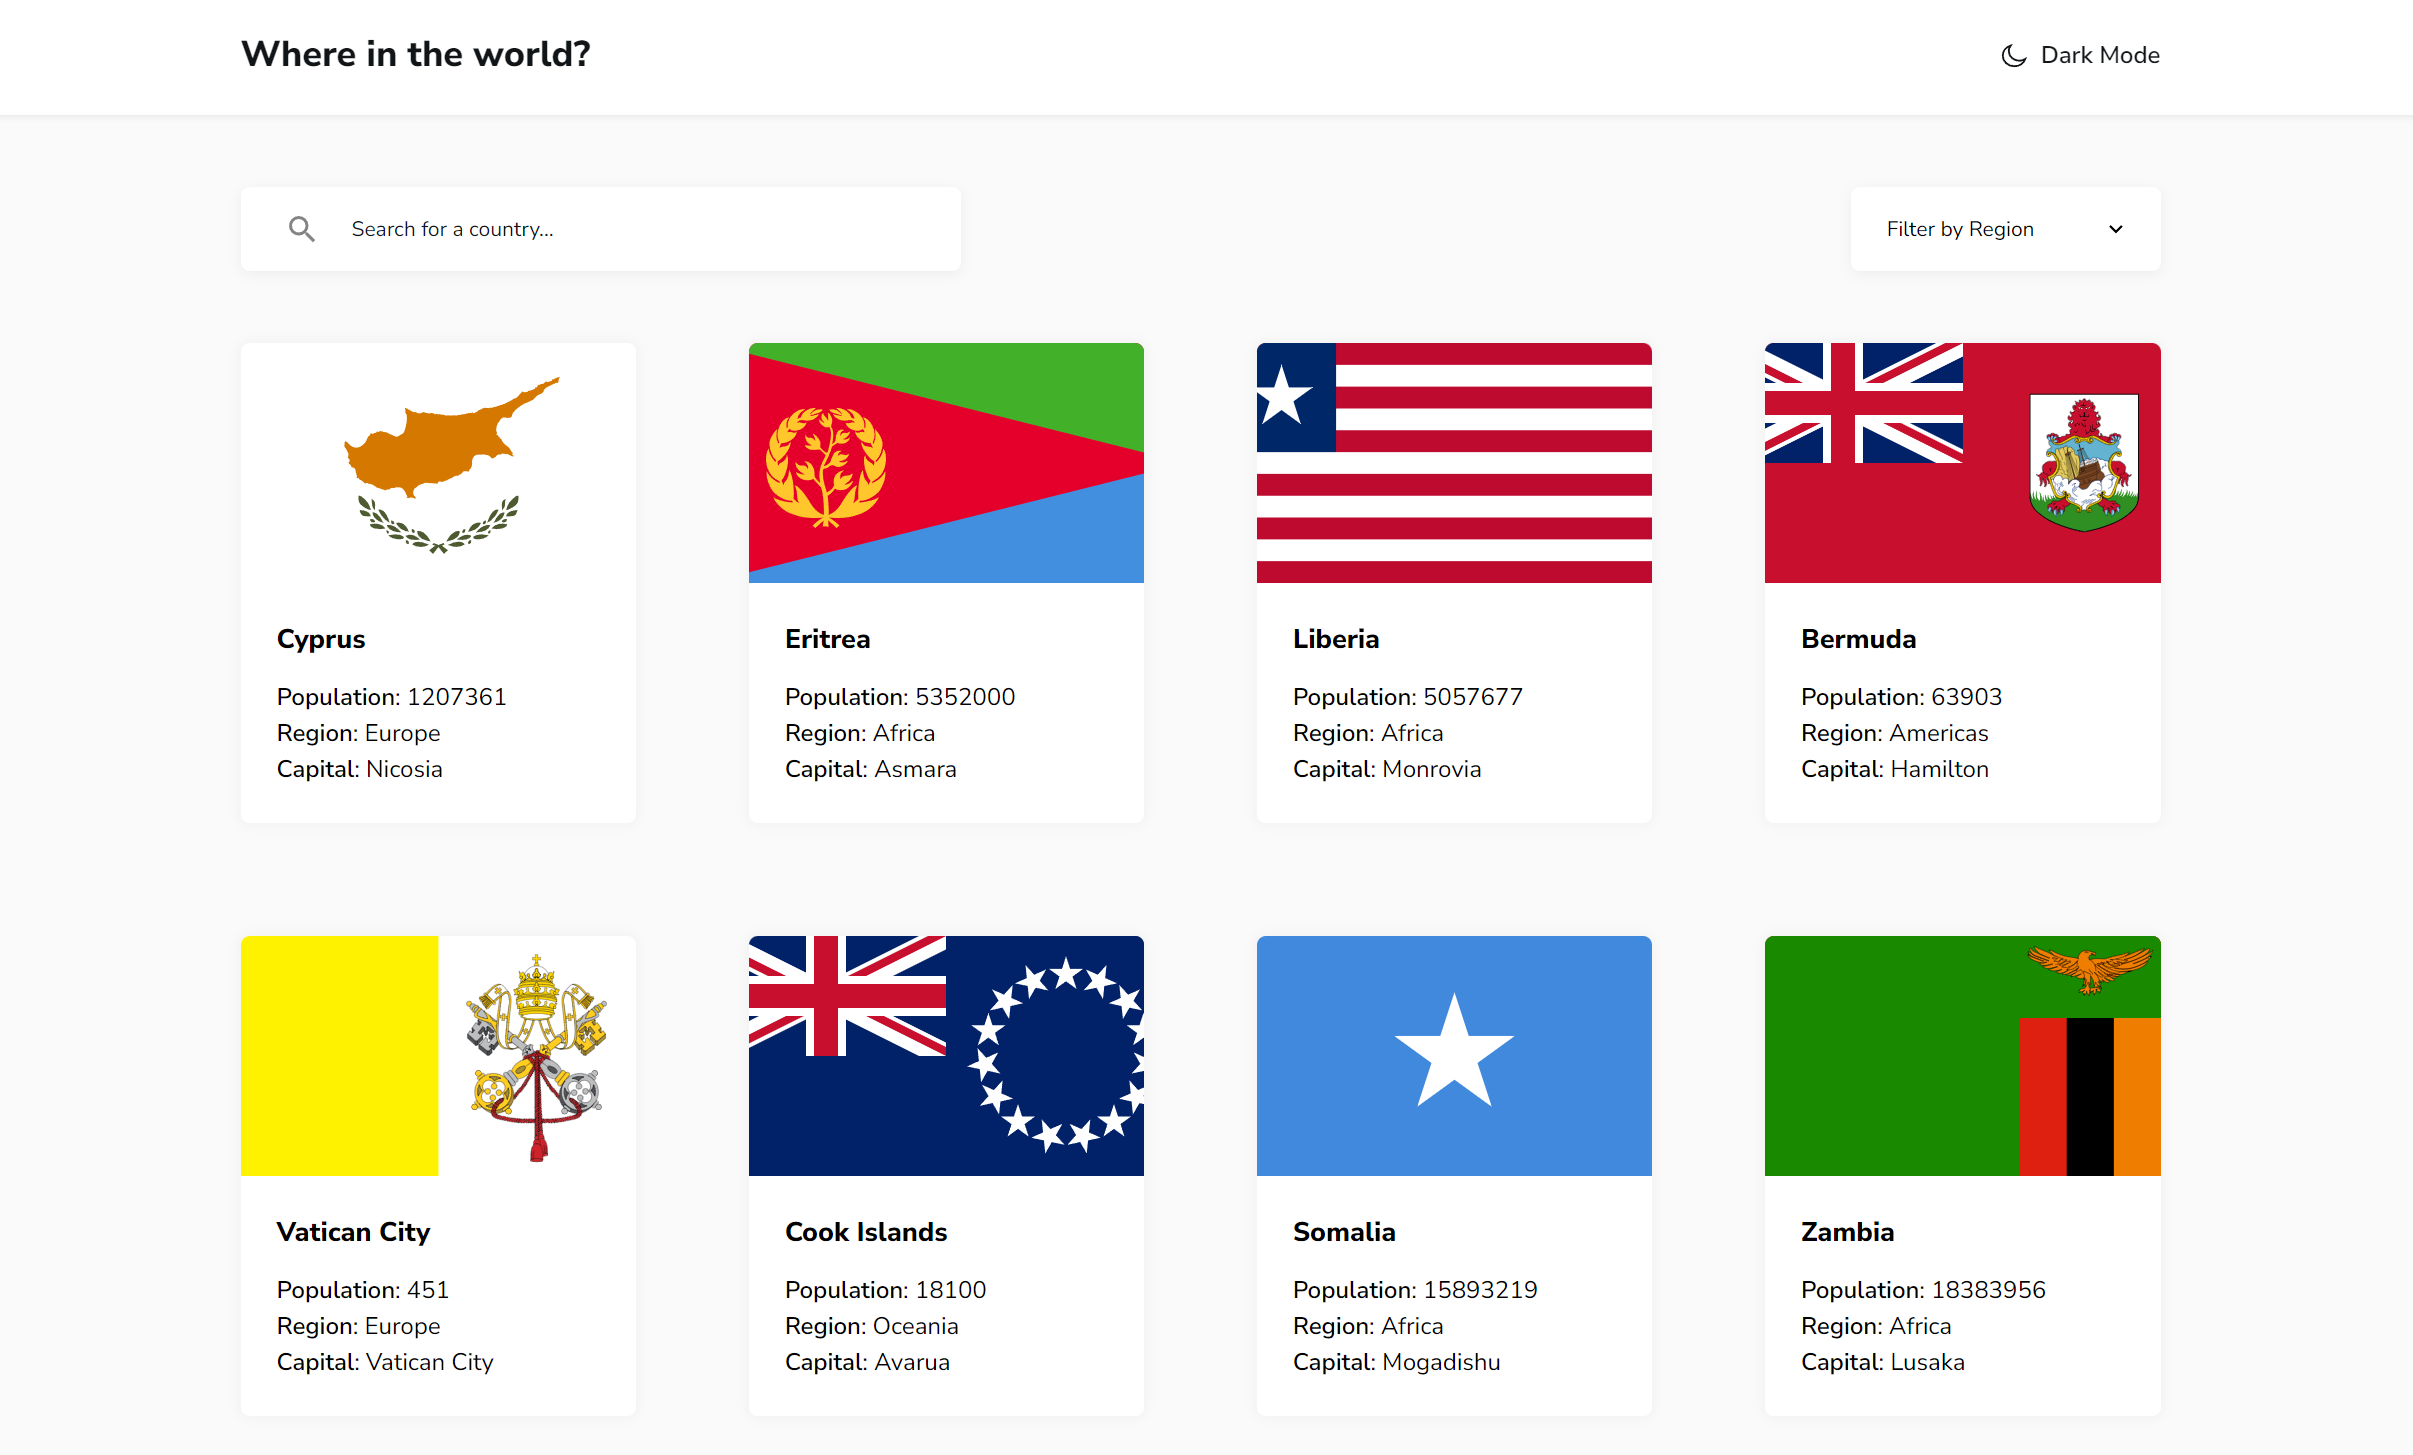 Where in the world?
Dark Mode
Search for a country...
Filter by Region
Cyprus
Population: 1207361
Region: Europe
Capital: Nicosia
Eritrea
Population: 5352000
Region: Africa
Capital: Asmara
Liberia
Population: 5057677
Region: Africa
Capital: Monrovia
Bermuda
Population: 63903
Region: Americas
Capital: Hamilton
Vatican City
Population: 451
Region: Europe
Capital: Vatican City
Cook Islands
Population: 18100
Region: Oceania
Capital: Avarua
Somalia
Population: 15893219
Region: Africa
Capital: Mogadishu
Zambia
Population: 18383956
Region: Africa
Capital: Lusaka